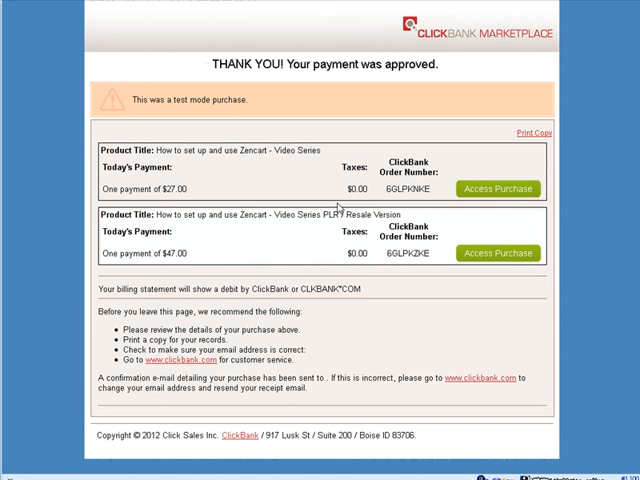 CLICKBANK MARKETPLACE
THANK YOU! Your payment was approved.
This was a test mode purchase.
Print Copy
Product Title: How to set up and use Zencart - Video Series
Today's Payment: Taxes: ClickBank Order Number:
One payment of $27.00 $0.00 6GLPKNKE Access Purchase
Product Title: How to set up and use Zencart - Video Series PLR / Resale Version
Today's Payment: Taxes: ClickBank Order Number:
One payment of $47.00 $0.00 6GLPKZKE Access Purchase
Your billing statement will show a debit by ClickBank or CLKBANK*COM
Before you leave this page, we recommend the following:
Please review the details of your purchase above.
Print a copy for your records.
Check to make sure your email address is correct:
Go to www.clickbank.com for customer service.
A confirmation e-mail detailing your purchase has been sent to . If this is incorrect, please go to www.clickbank.com to
change your email address and resend your receipt email.
Copyright © 2012 Click Sales Inc. ClickBank / 917 Lusk St / Suite 200 / Boise ID 83706.